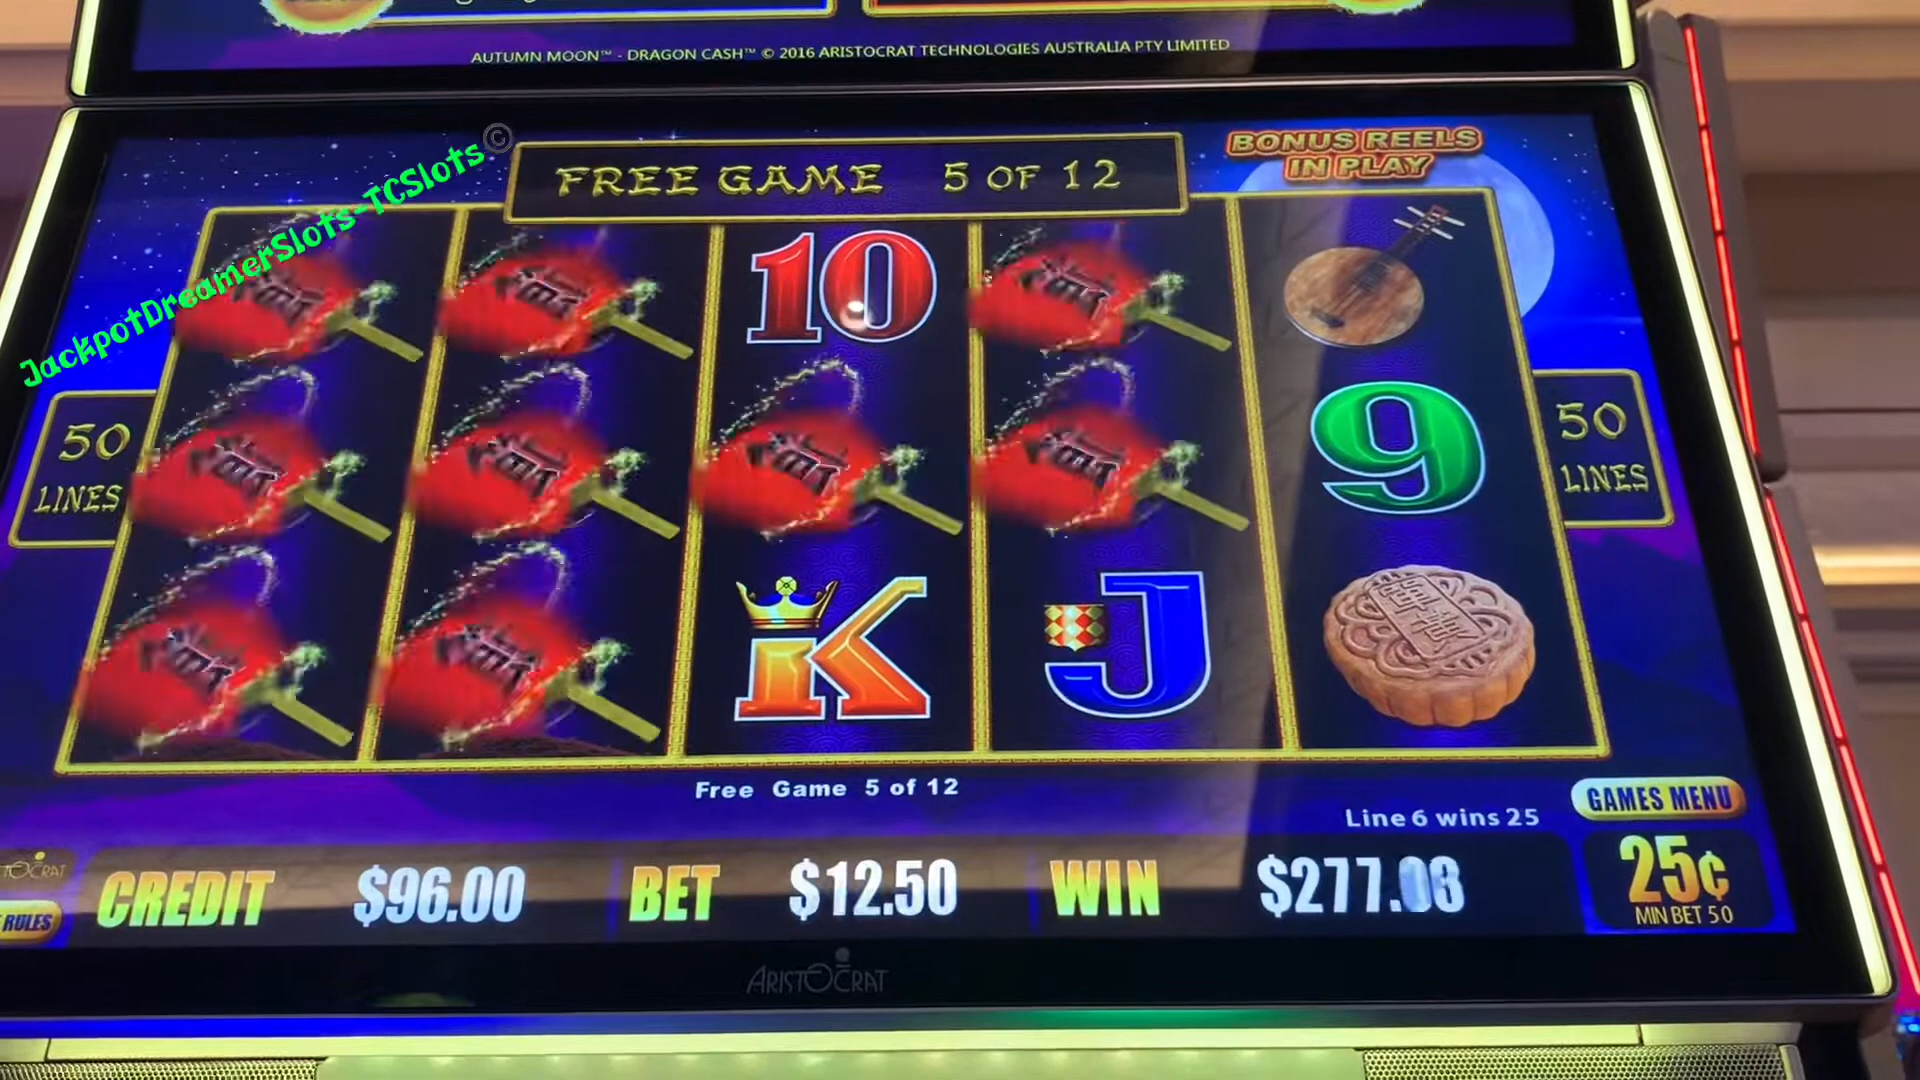 AUTUMN MOON™ - DRAGON CASH™ © 2016 ARISTOCRAT TECHNOLOGIES AUSTRALIA PTY LIMITED
JackpotDreamerSlots-TCSlots©
FREE GAME 5 OF 12
BONUS REELS
IN PLAY
10
50
LINES
9
50
LINES
K
J
Free Game 5 of 12
Line 6 wins 25
GAMES MENU
CREDIT $96.00 BET $12.50 WIN
25¢
MIN BET 50
RULES
ARISTOCRAT